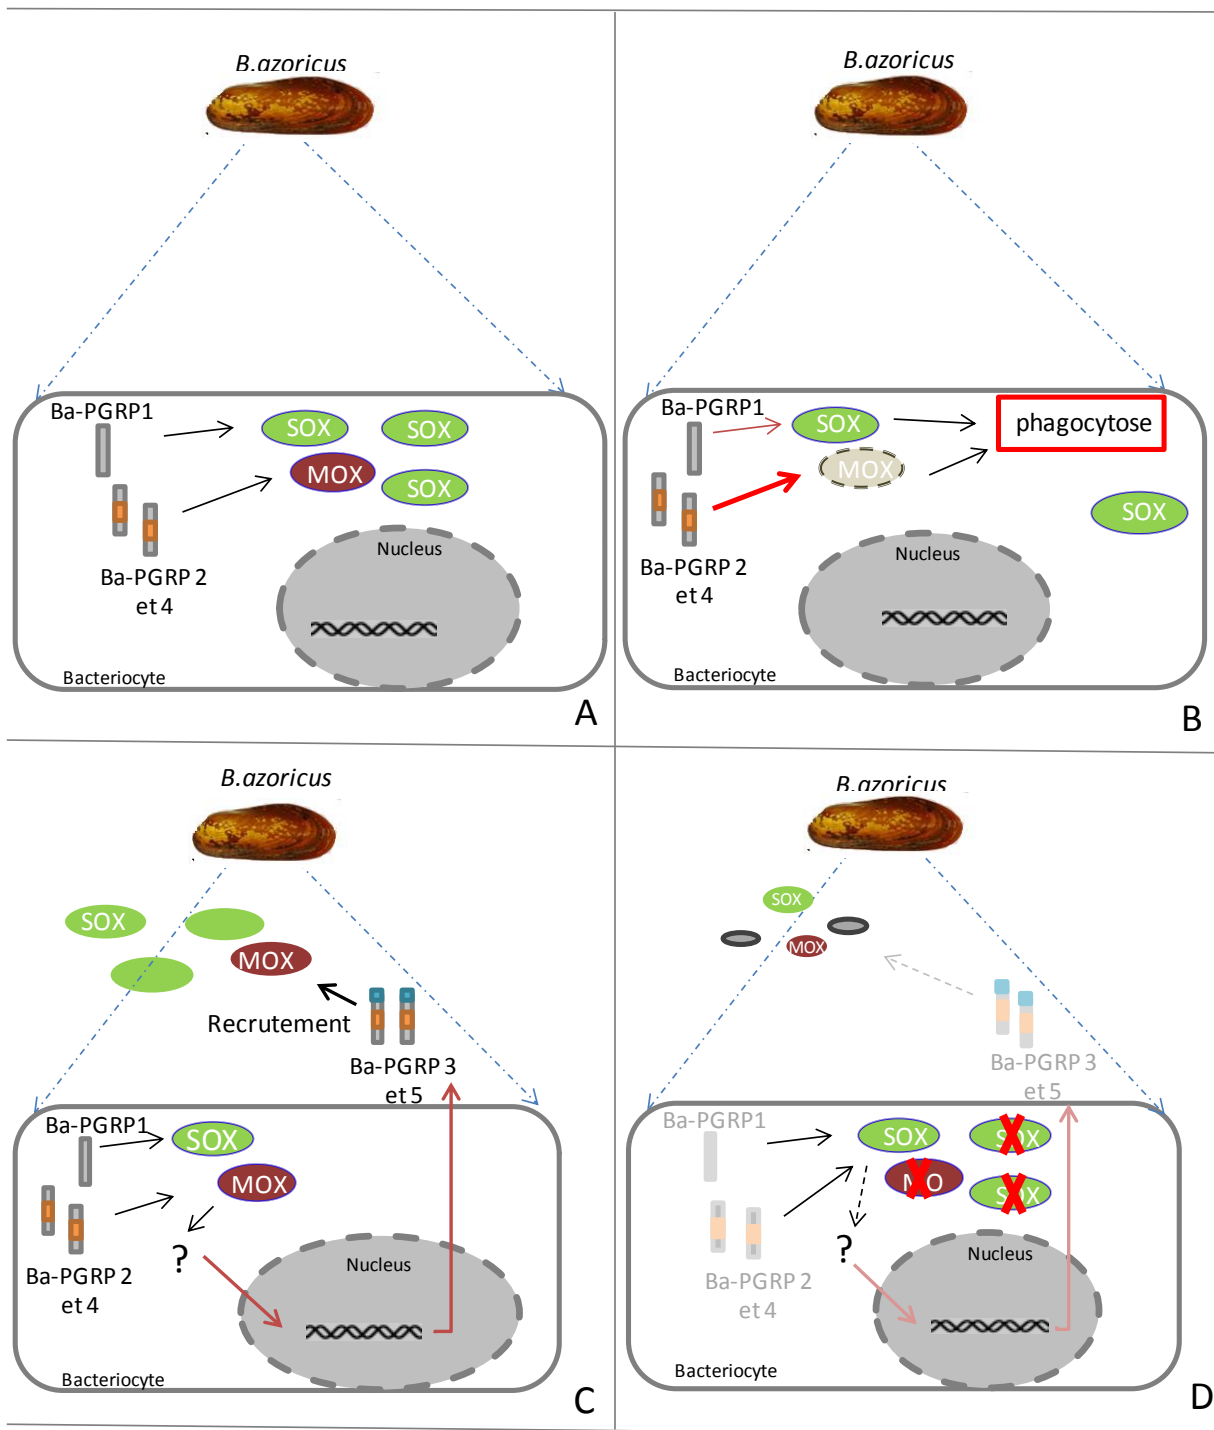 B.azoricus
Ba-PGRP1
SOX
SOX
MOX
SOX
Nucleus
Ba-PGRP 2
et 4
Bacteriocyte
A
B.azoricus
Ba-PGRP1
SOX
phagocytose
MOX
SOX
Nucleus
Ba-PGRP 2
et 4
Bacteriocyte
B
B.azoricus
SOX
MOX
Recrutement
Ba-PGRP 3
et 5
Ba-PGRP1
SOX
MOX
?
Nucleus
Ba-PGRP 2
et 4
Bacteriocyte
C
B.azoricus
SOX
MOX
Ba-PGRP 3
et 5
Ba-PGRP1
SOX
SOX
MO
SOX
?
Nucleus
Ba-PGRP 2
et 4
Bacteriocyte
D